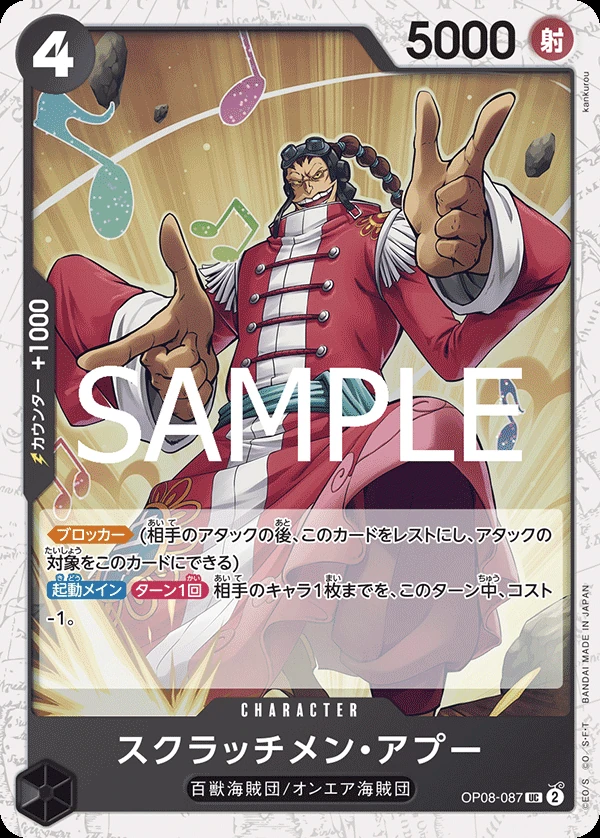 4
5000 射
kankurou
カウンター +1000
SAMPLE
ブロッカー (相手のアタックの後、このカードをレストにし、アタックの
対象をこのカードにできる)
起動メイン ターン1回 相手のキャラ1枚までを、このターン中、コスト
-1。
CHARACTER
スクラッチメン・アプー
百獣海賊団/オンエア海賊団
OP08-087 UC 2
©E.O/S. ©O./S・F・T BANDAI MADE IN JAPAN